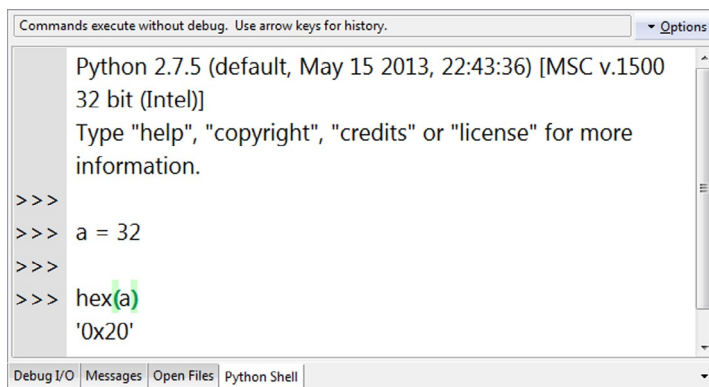 Commands execute without debug.  Use arrow keys for history.
Options
Python 2.7.5 (default, May 15 2013, 22:43:36) [MSC v.1500
32 bit (Intel)]
Type "help", "copyright", "credits" or "license" for more
information.
>>>
>>> a = 32
>>>
>>> hex(a)
'0x20'
Debug I/O Messages Open Files Python Shell